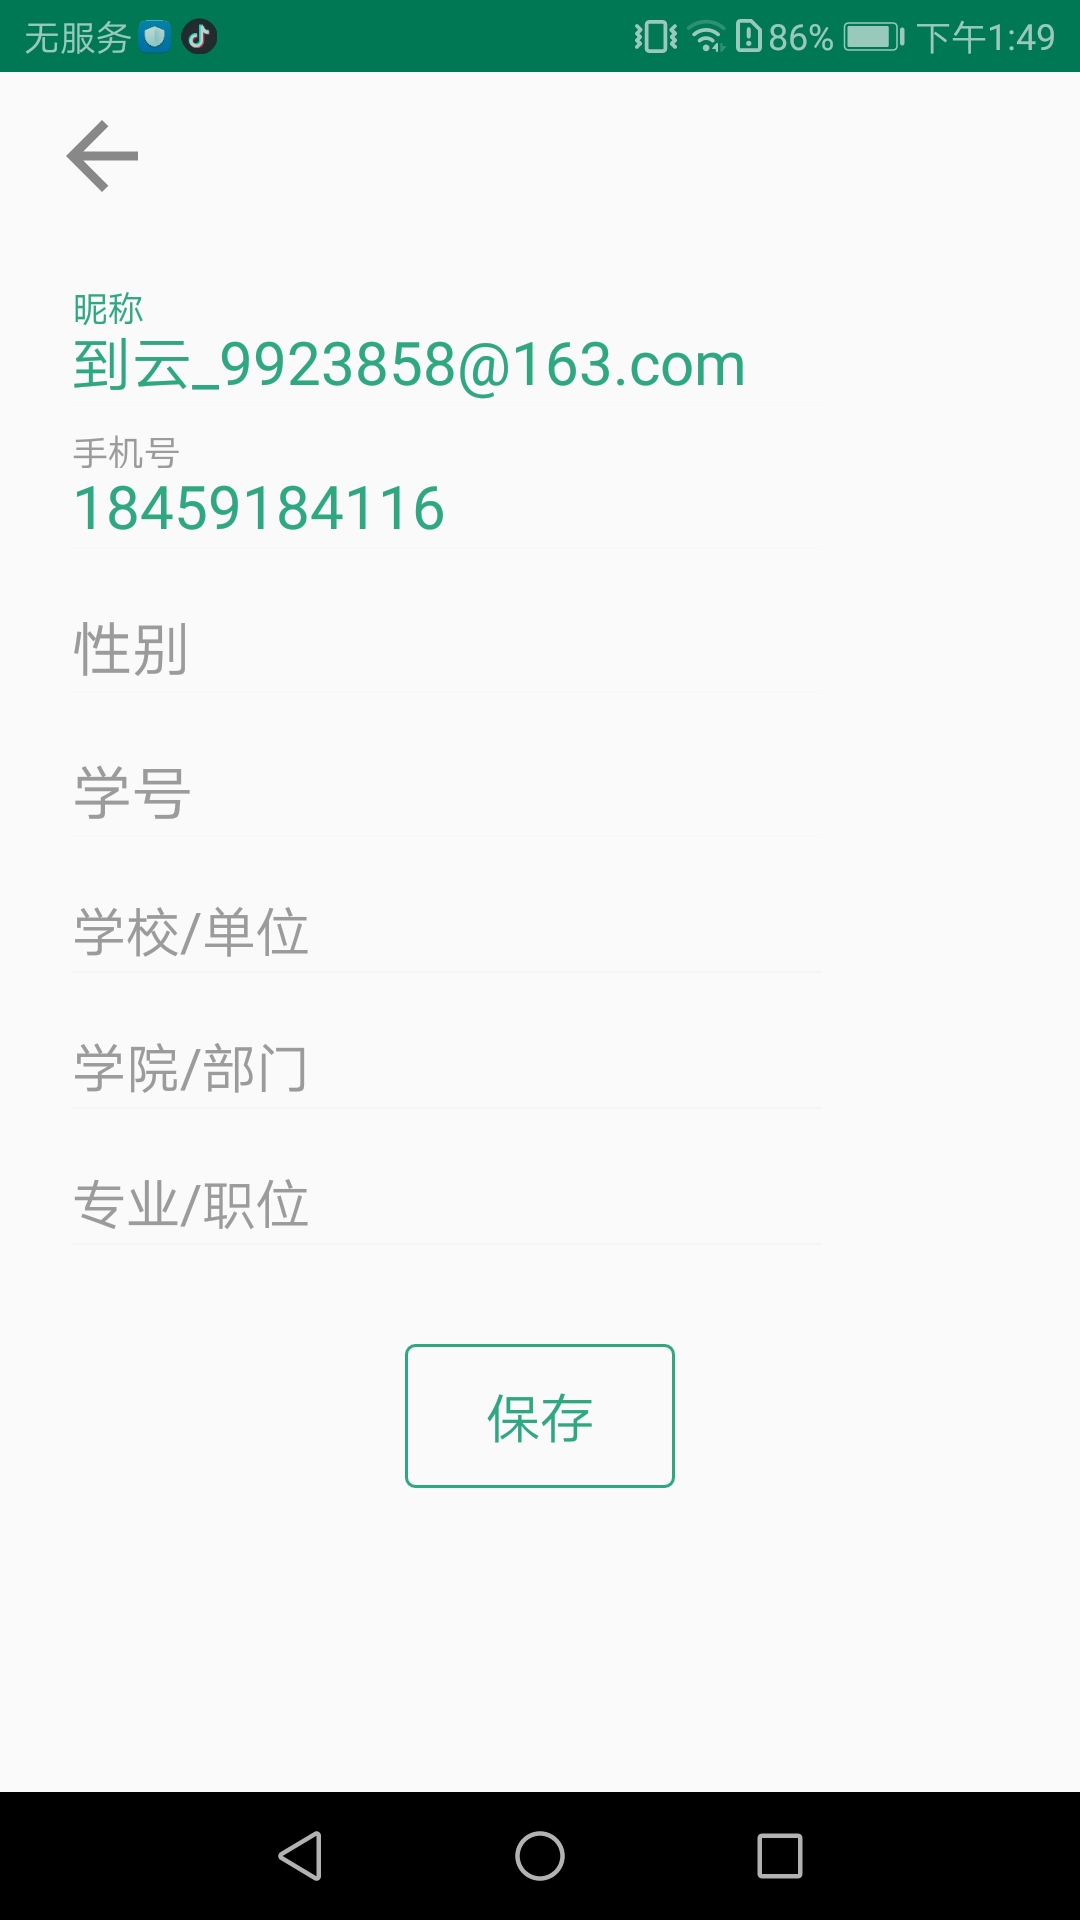 无服务 86% 下午1:49
昵称
到云_9923858@163.com
手机号
18459184116
性别
学号
学校/单位
学院/部门
专业/职位
保存